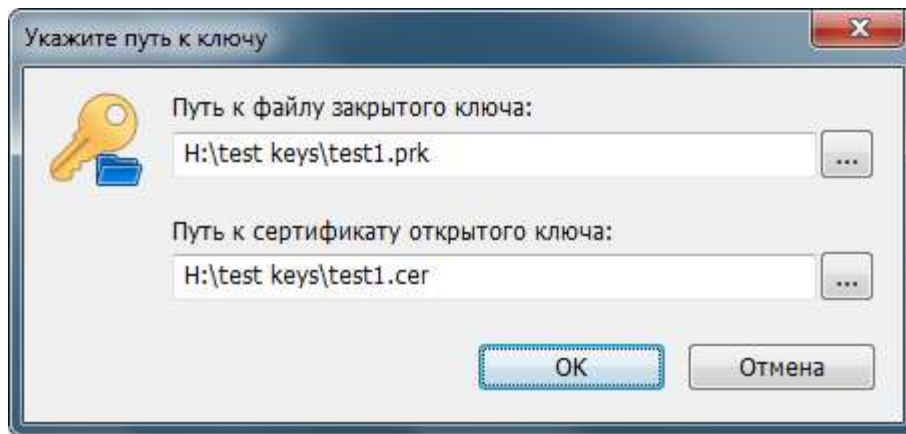 Укажите путь к ключу
Путь к файлу закрытого ключа:
H:\test keys\test1.prk
...
Путь к сертификату открытого ключа:
H:\test keys\test1.cer
...
OK
Отмена